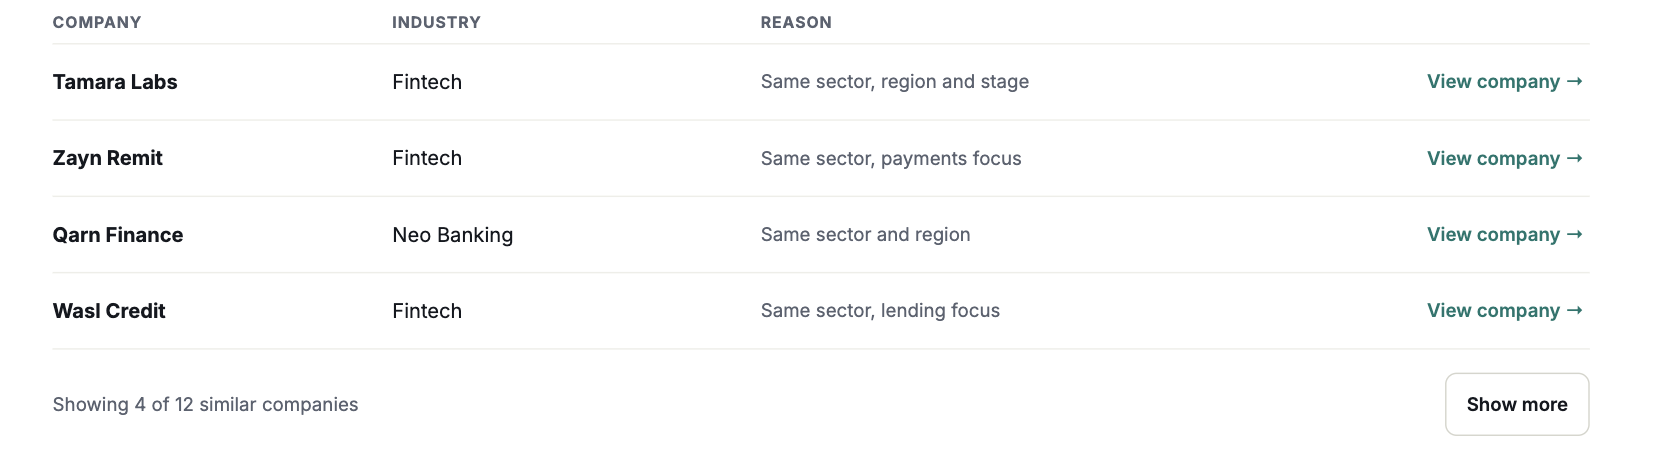 COMPANY INDUSTRY REASON
Tamara Labs Fintech Same sector, region and stage View company →
Zayn Remit Fintech Same sector, payments focus View company →
Qarn Finance Neo Banking Same sector and region View company →
Wasl Credit Fintech Same sector, lending focus View company →
Showing 4 of 12 similar companies Show more